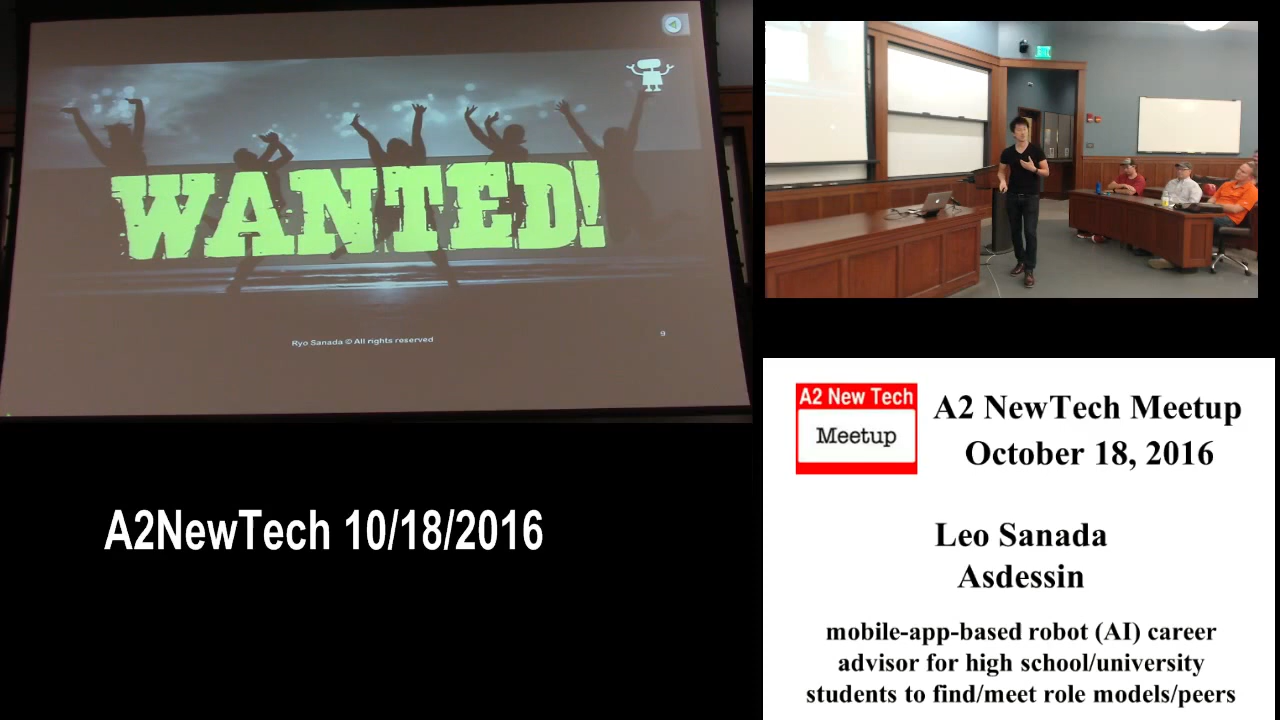 WANTED!
Ryo Sanada © All rights reserved
9
A2NewTech 10/18/2016
A2 New Tech
Meetup
A2 NewTech Meetup
October 18, 2016
Leo Sanada
Asdessin
mobile-app-based robot (AI) career
advisor for high school/university
students to find/meet role models/peers